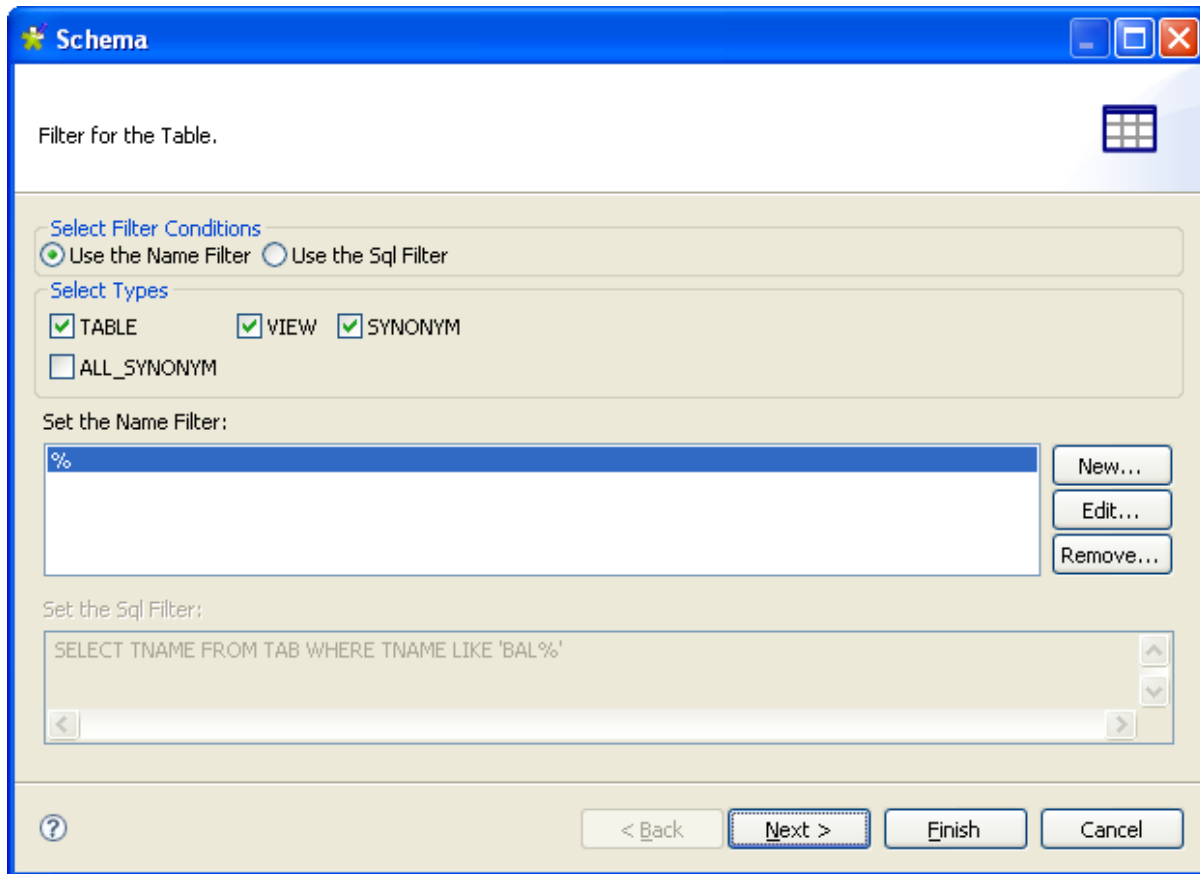 Schema
Filter for the Table.
Select Filter Conditions
Use the Name Filter Use the Sql Filter
Select Types
TABLE VIEW SYNONYM
ALL_SYNONYM
Set the Name Filter:
%
New...
Edit...
Remove...
Set the Sql Filter:
SELECT TNAME FROM TAB WHERE TNAME LIKE 'BAL%'
? < Back Next > Finish Cancel